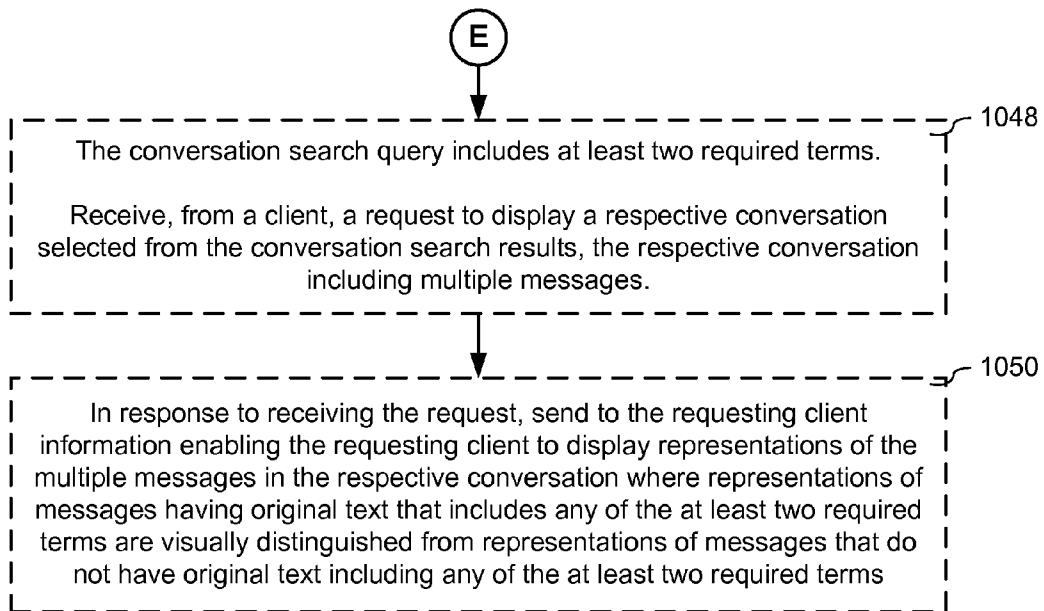 E
1048
The conversation search query includes at least two required terms.
Receive, from a client, a request to display a respective conversation
selected from the conversation search results, the respective conversation
including multiple messages.
1050
In response to receiving the request, send to the requesting client
information enabling the requesting client to display representations of the
multiple messages in the respective conversation where representations of
messages having original text that includes any of the at least two required
terms are visually distinguished from representations of messages that do
not have original text including any of the at least two required terms